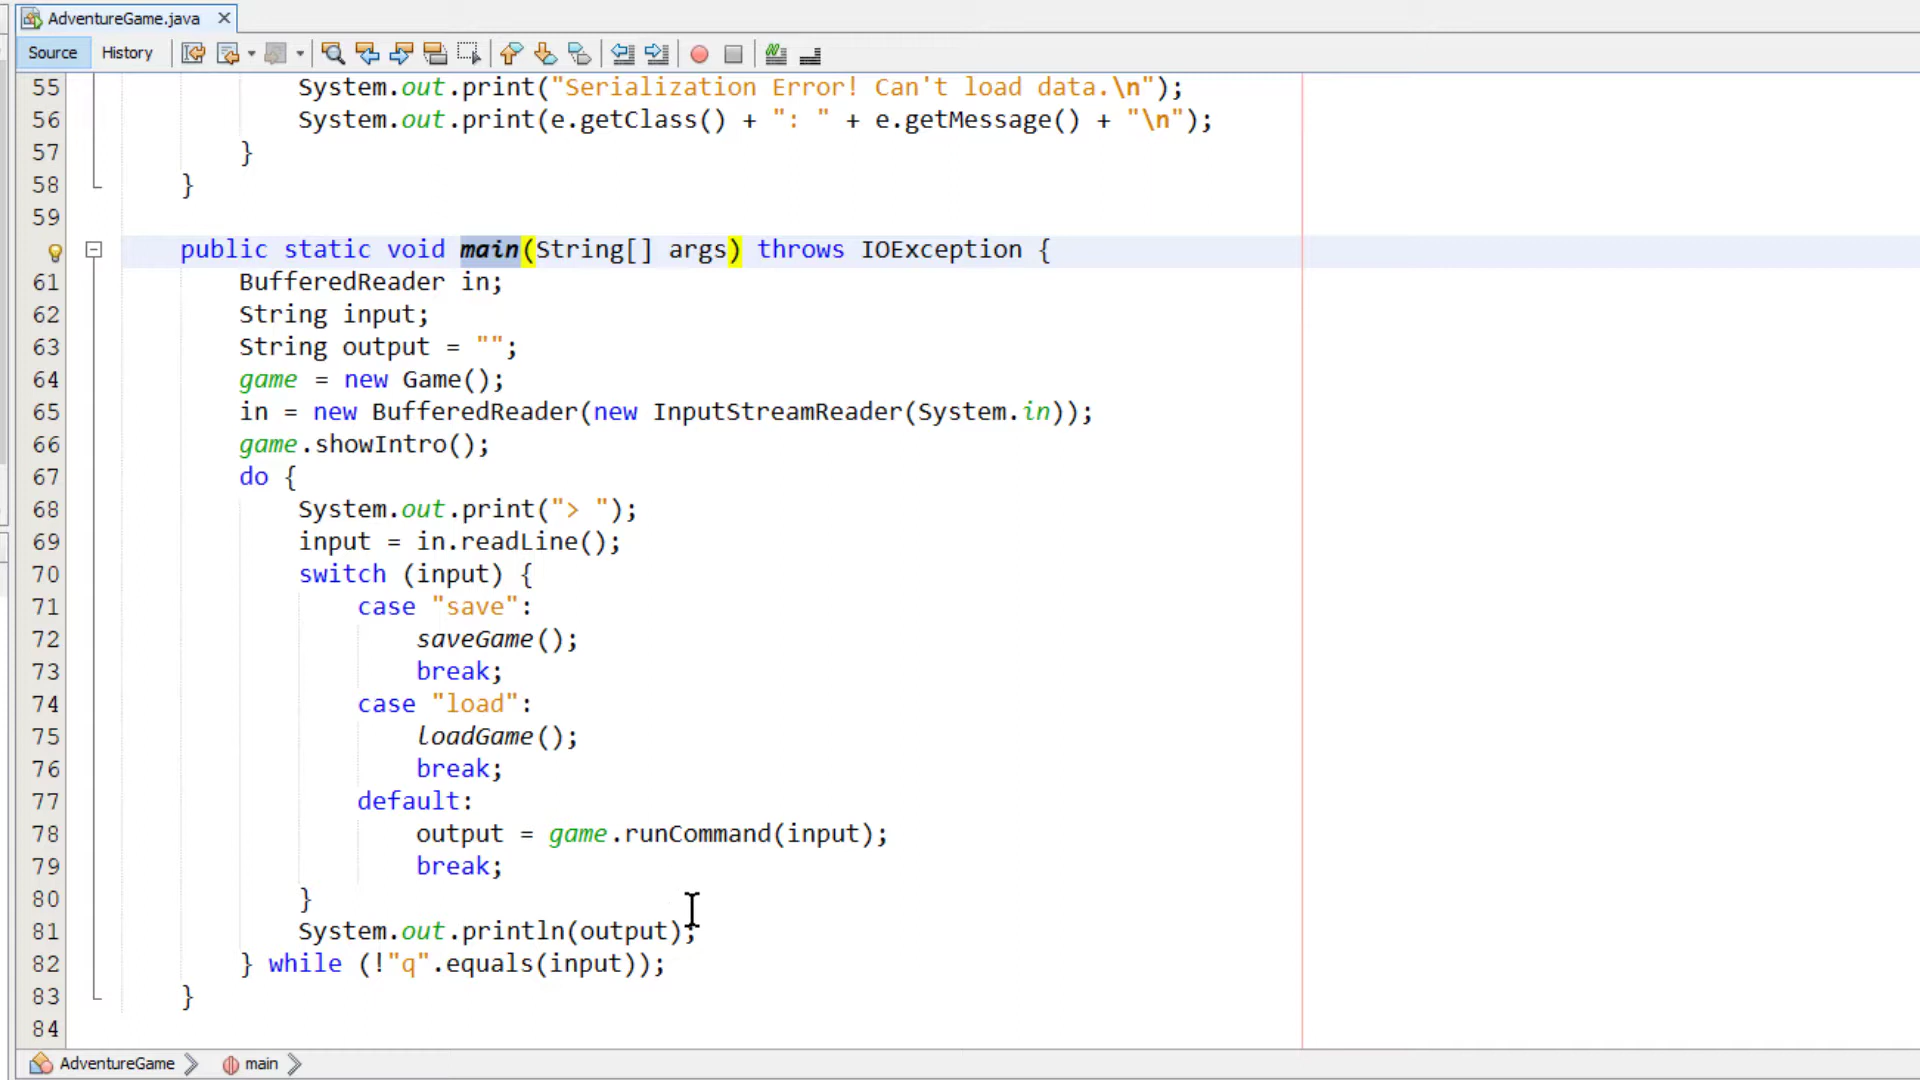 AdventureGame.java
Source History
55 System.out.print("Serialization Error! Can't load data.\n");
56 System.out.print(e.getClass() + ": " + e.getMessage() + "\n");
57 }
58 }
59
public static void main(String[] args) throws IOException {
61 BufferedReader in;
62 String input;
63 String output = "";
64 game = new Game();
65 in = new BufferedReader(new InputStreamReader(System.in));
66 game.showIntro();
67 do {
68 System.out.print("> ");
69 input = in.readLine();
70 switch (input) {
71 case "save":
72 saveGame();
73 break;
74 case "load":
75 loadGame();
76 break;
77 default:
78 output = game.runCommand(input);
79 break;
80 }
81 System.out.println(output);
82 } while (!"q".equals(input));
83 }
84
AdventureGame main